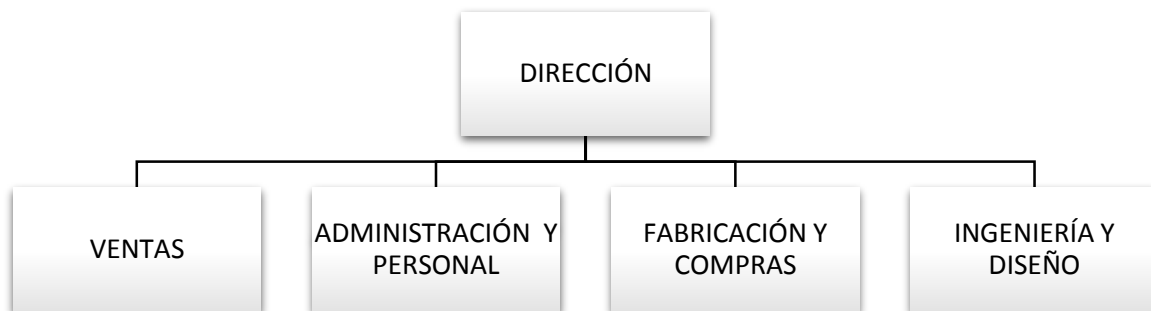 DIRECCIÓN
VENTAS
ADMINISTRACIÓN Y
PERSONAL
FABRICACIÓN Y
COMPRAS
INGENIERÍA Y
DISEÑO